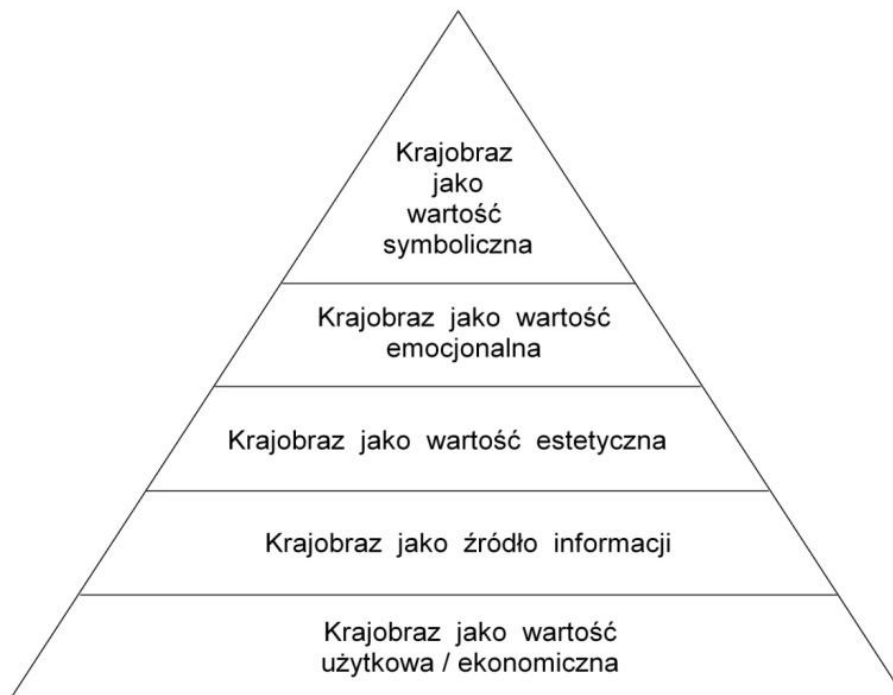 Krajobraz
jako
wartość
symboliczna
Krajobraz jako wartość
emocjonalna
Krajobraz jako wartość estetyczna
Krajobraz jako źródło informacji
Krajobraz jako wartość
użytkowa / ekonomiczna